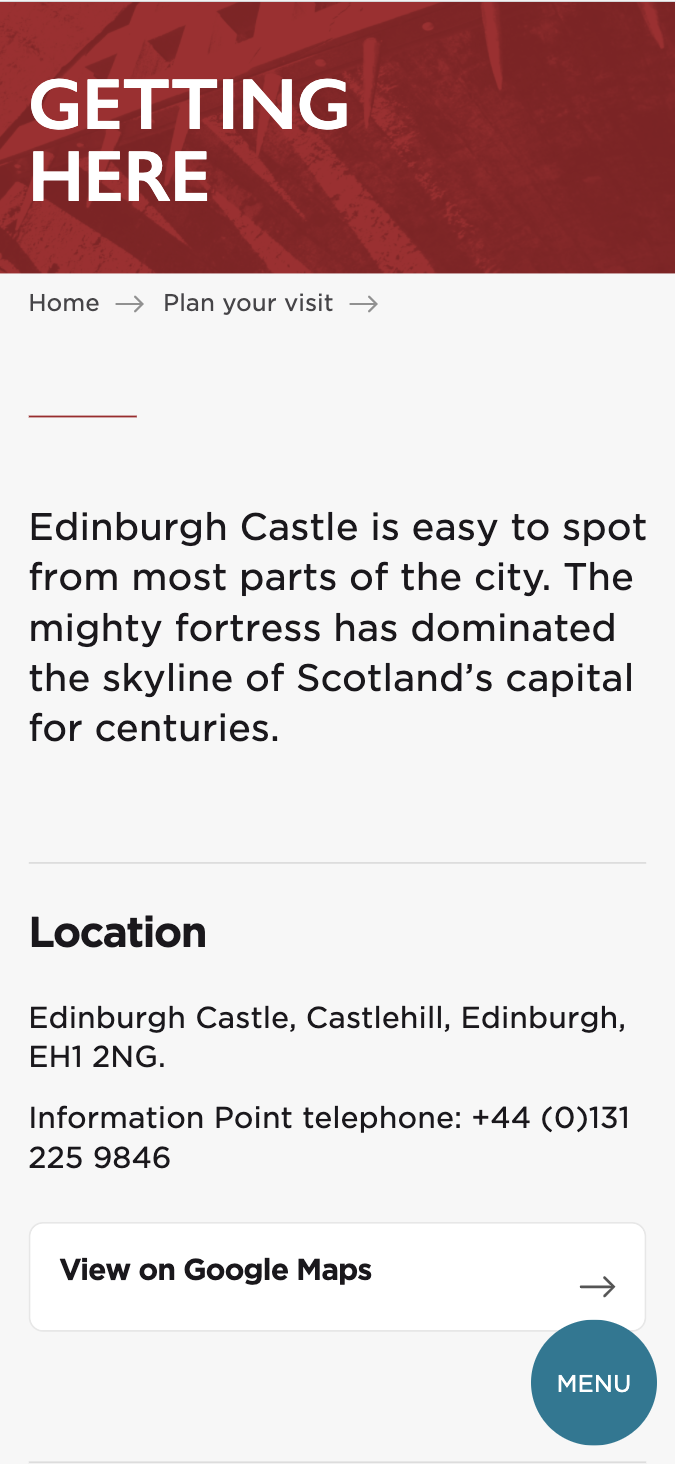 GETTING
HERE
Home → Plan your visit →
Edinburgh Castle is easy to spot
from most parts of the city. The
mighty fortress has dominated
the skyline of Scotland’s capital
for centuries.
Location
Edinburgh Castle, Castlehill, Edinburgh,
EH1 2NG.
Information Point telephone: +44 (0)131
225 9846
View on Google Maps →
MENU